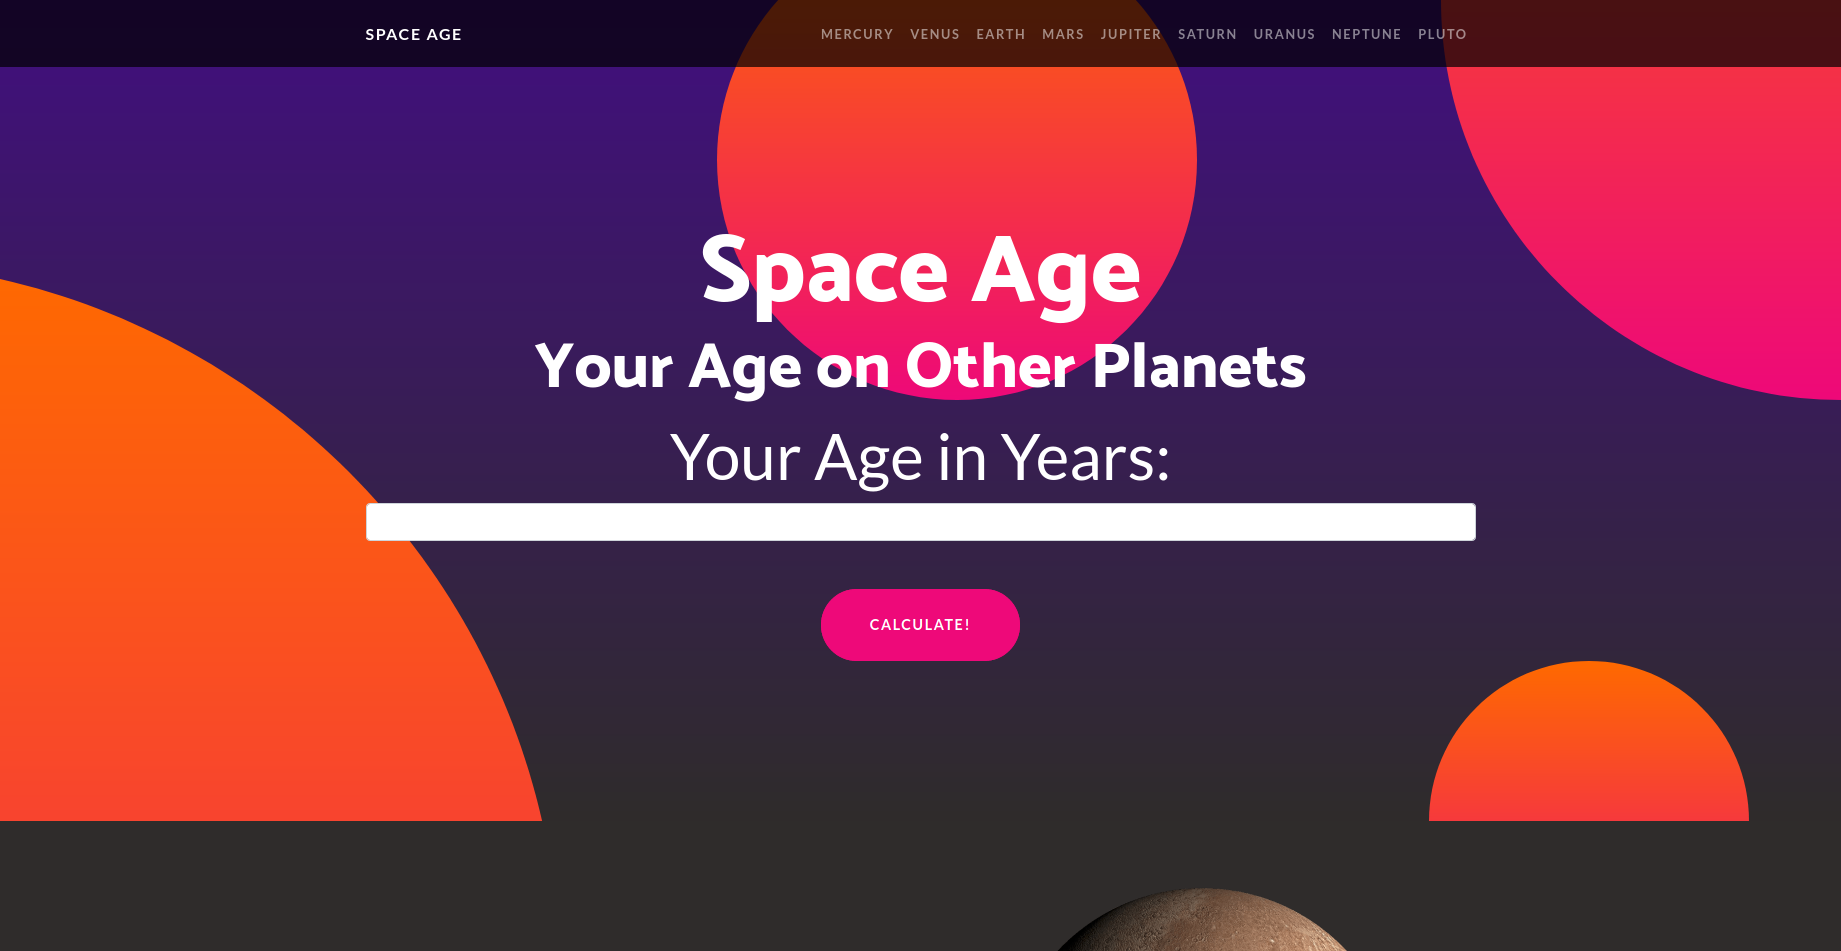 SPACE AGE MERCURY VENUS EARTH MARS JUPITER SATURN URANUS NEPTUNE PLUTO
Space Age
Your Age on Other Planets
Your Age in Years:
CALCULATE!